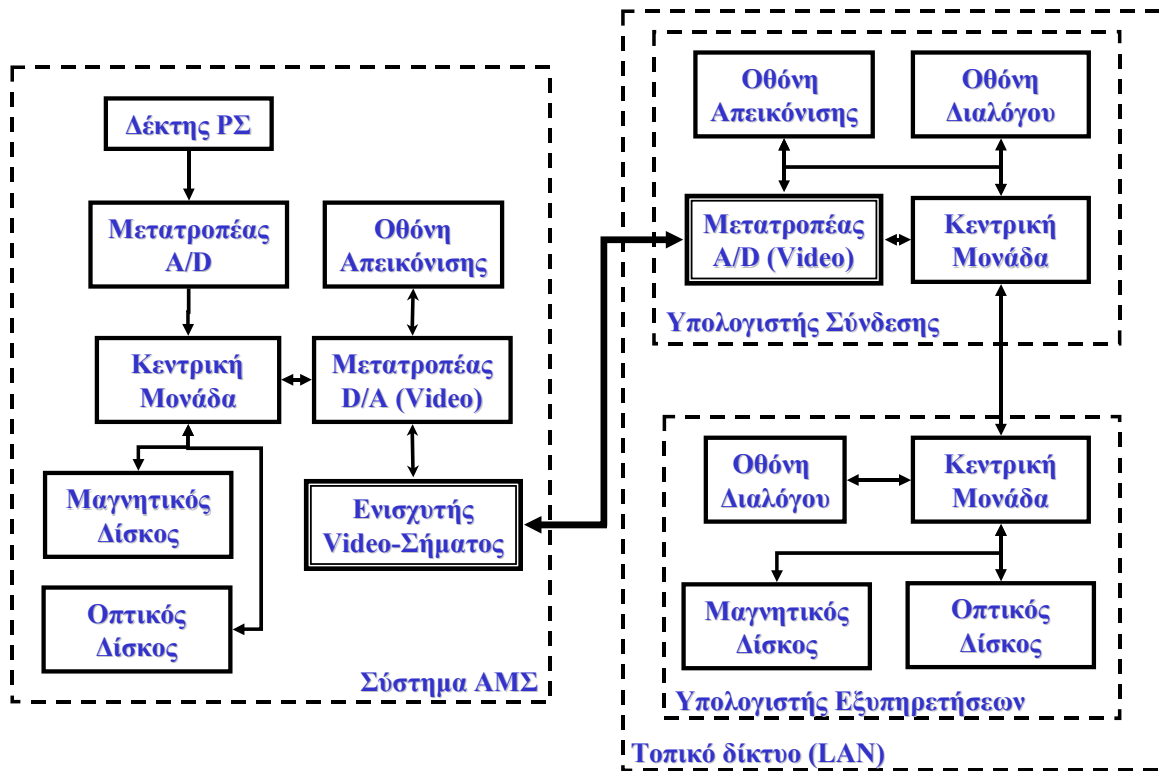 Δέκτης ΡΣ
Μετατροπέας
A/D
Οθόνη
Απεικόνισης
Κεντρική
Μονάδα
Μετατροπέας
D/A (Video)
Μαγνητικός
Δίσκος
Ενισχυτής
Video-Σήματος
Οπτικός
Δίσκος
Σύστημα ΑΜΣ
Οθόνη
Απεικόνισης
Οθόνη
Διαλόγου
Μετατροπέας
A/D (Video)
Κεντρική
Μονάδα
Υπολογιστής Σύνδεσης
Οθόνη
Διαλόγου
Κεντρική
Μονάδα
Μαγνητικός
Δίσκος
Οπτικός
Δίσκος
Υπολογιστής Εξυπηρετήσεων
Τοπικό δίκτυο (LAN)